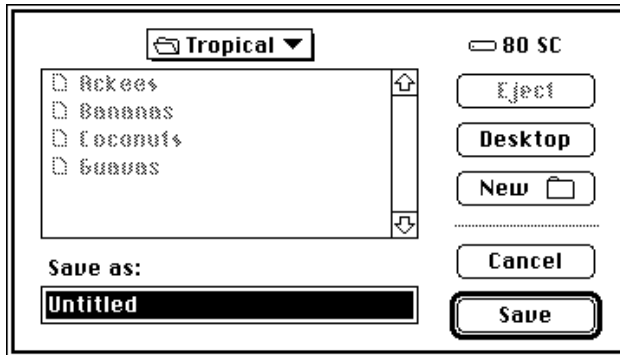 Tropical
80 SC
Ackees
Bananas
Coconuts
Guavas
Eject
Desktop
New
Save as:
Untitled
Cancel
Save